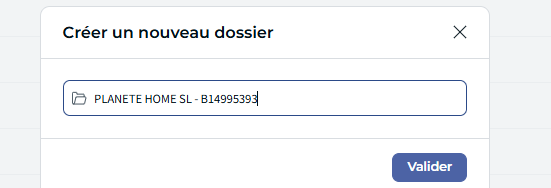 Créer un nouveau dossier
PLANETE HOME SL - B14995393
Valider